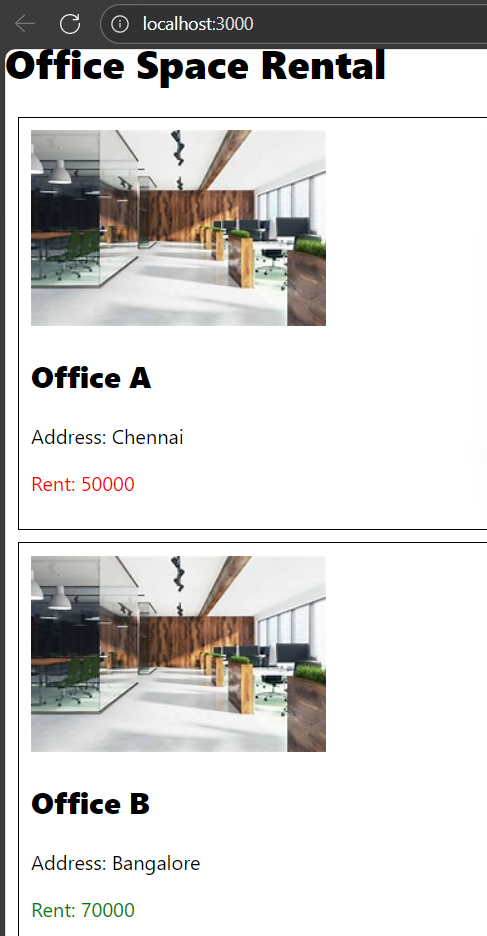 localhost:3000
Office Space Rental
Office A
Address: Chennai
Rent: 50000
Office B
Address: Bangalore
Rent: 70000